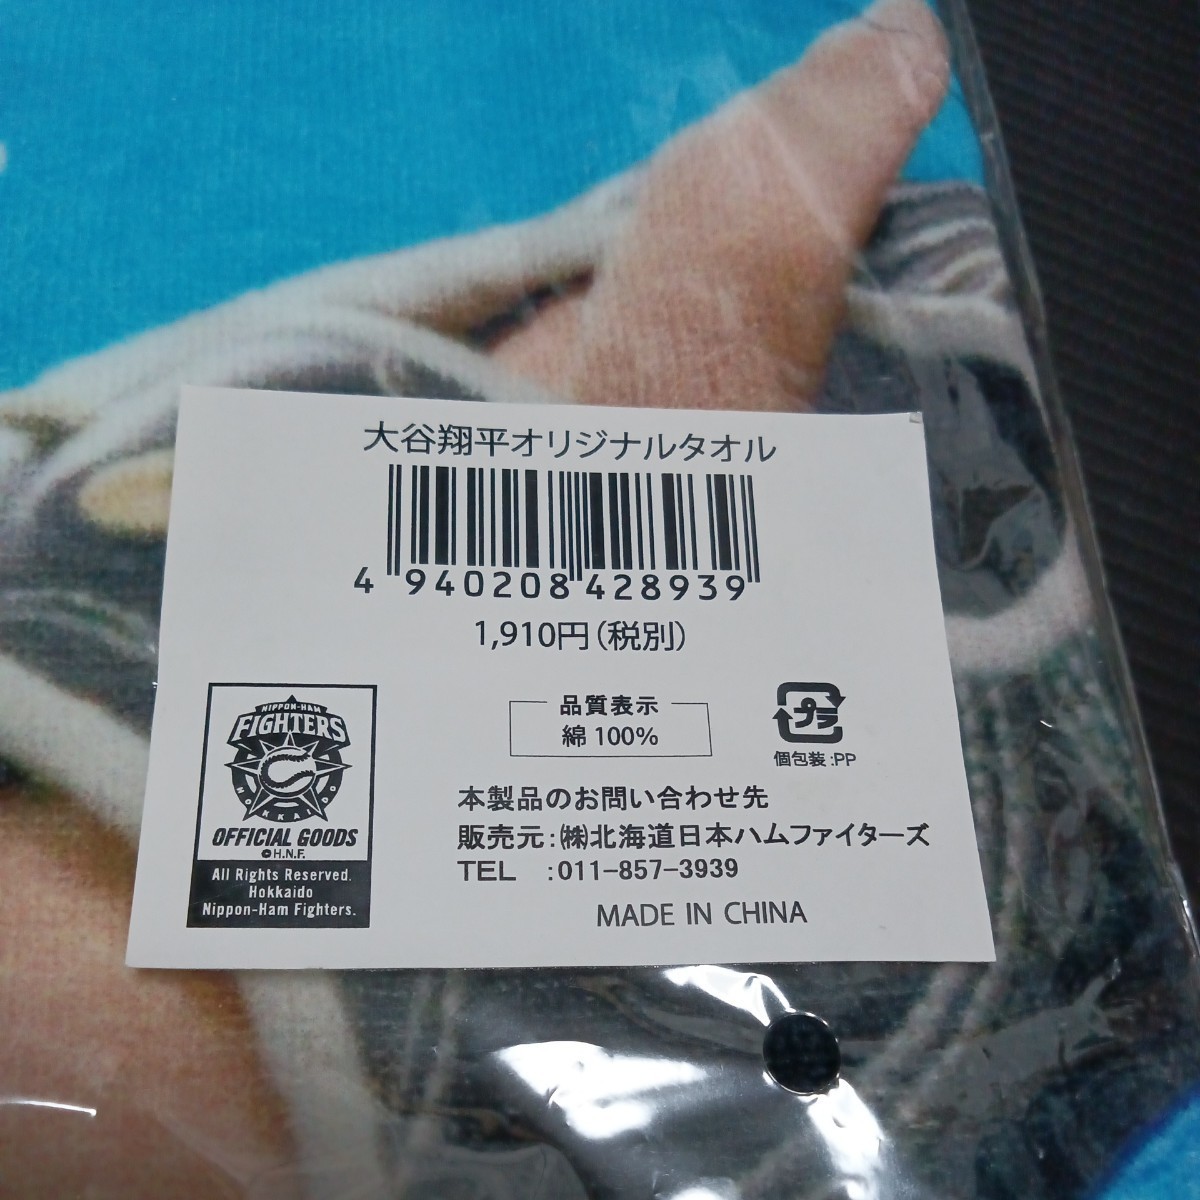 大谷翔平オリジナルタオル
4 940208 428939
1,910円(税別)
品質表示
綿 100%
プラ
個包装:PP
NIPPON-HAM
FIGHTERS
HOKKAIDO
OFFICIAL GOODS
©H.N.F.
All Rights Reserved.
Hokkaido
Nippon-Ham Fighters.
本製品のお問い合わせ先
販売元:㈱北海道日本ハムファイターズ
TEL :011-857-3939
MADE IN CHINA